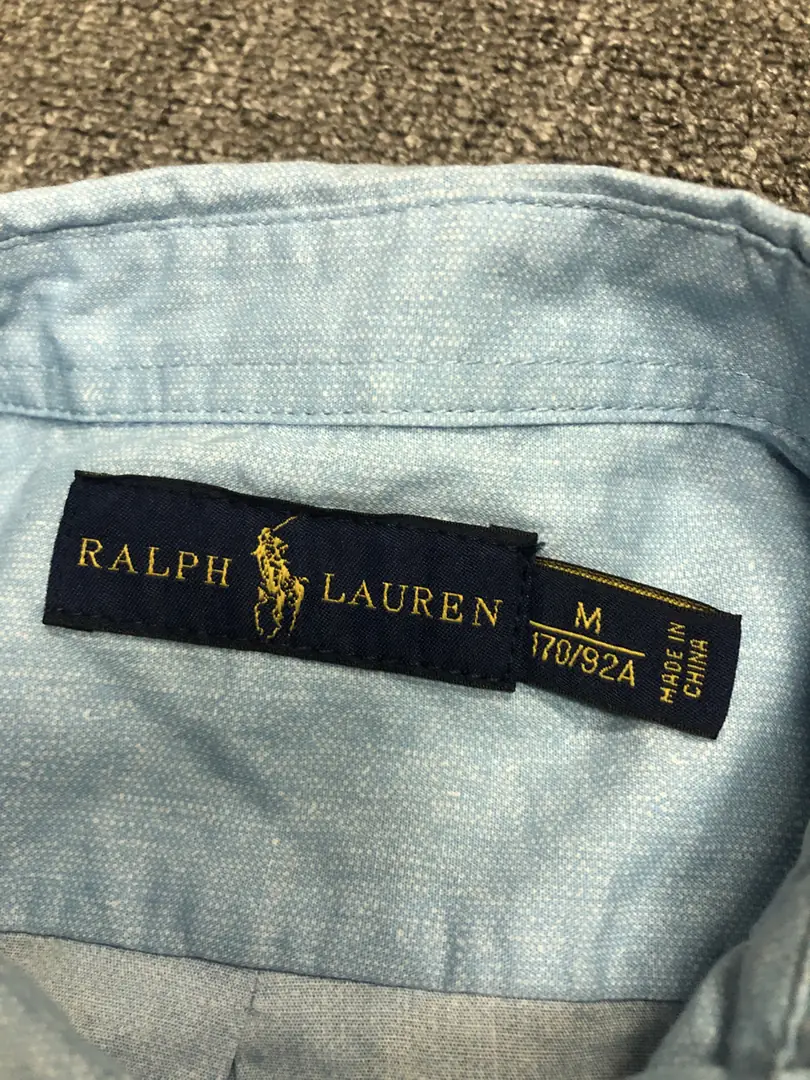 RALPH LAUREN
M
170/92A
MADE IN
CHINA